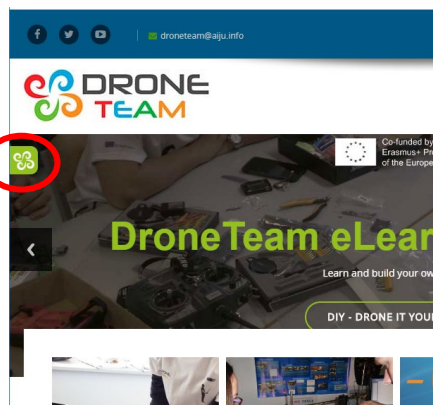 droneteam@aiju.info
DRONE
TEAM
Co-funded by
Erasmus+ Pr
of the Europe
DroneTeam eLear
Learn and build your ow
DIY - DRONE IT YOU